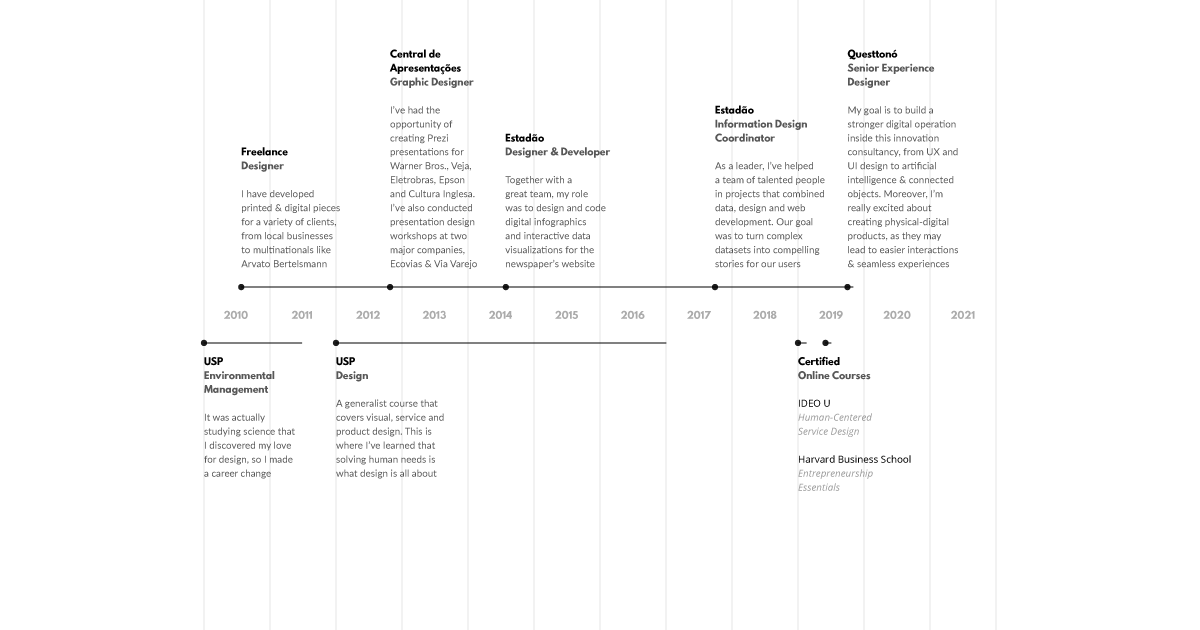 Freelance
Designer
I have developed
printed & digital pieces
for a variety of clients,
from local businesses
to multinationals like
Arvato Bertelsmann
Central de
Apresentações
Graphic Designer
I've had the
opportunity of
creating Prezi
presentations for
Warner Bros., Veja,
Eletrobras, Epson
and Cultura Inglesa.
I've also conducted
presentation design
workshops at two
major companies,
Ecovias & Via Varejo
Estadão
Designer & Developer
Together with a
great team, my role
was to design and code
digital infographics
and interactive data
visualizations for the
newspaper's website
Estadão
Information Design
Coordinator
As a leader, I've helped
a team of talented people
in projects that combined
data, design and web
development. Our goal
was to turn complex
datasets into compelling
stories for our users
Questtonó
Senior Experience
Designer
My goal is to build a
stronger digital operation
inside this innovation
consultancy, from UX and
UI design to artificial
intelligence & connected
objects. Moreover, I'm
really excited about
creating physical-digital
products, as they may
lead to easier interactions
& seamless experiences
2010 2011 2012 2013 2014 2015 2016 2017 2018 2019 2020 2021
USP
Environmental
Management
It was actually
studying science that
I discovered my love
for design, so I made
a career change
USP
Design
A generalist course that
covers visual, service and
product design. This is
where I've learned that
solving human needs is
what design is all about
Certified
Online Courses
IDEO U
Human-Centered
Service Design
Harvard Business School
Entrepreneurship
Essentials